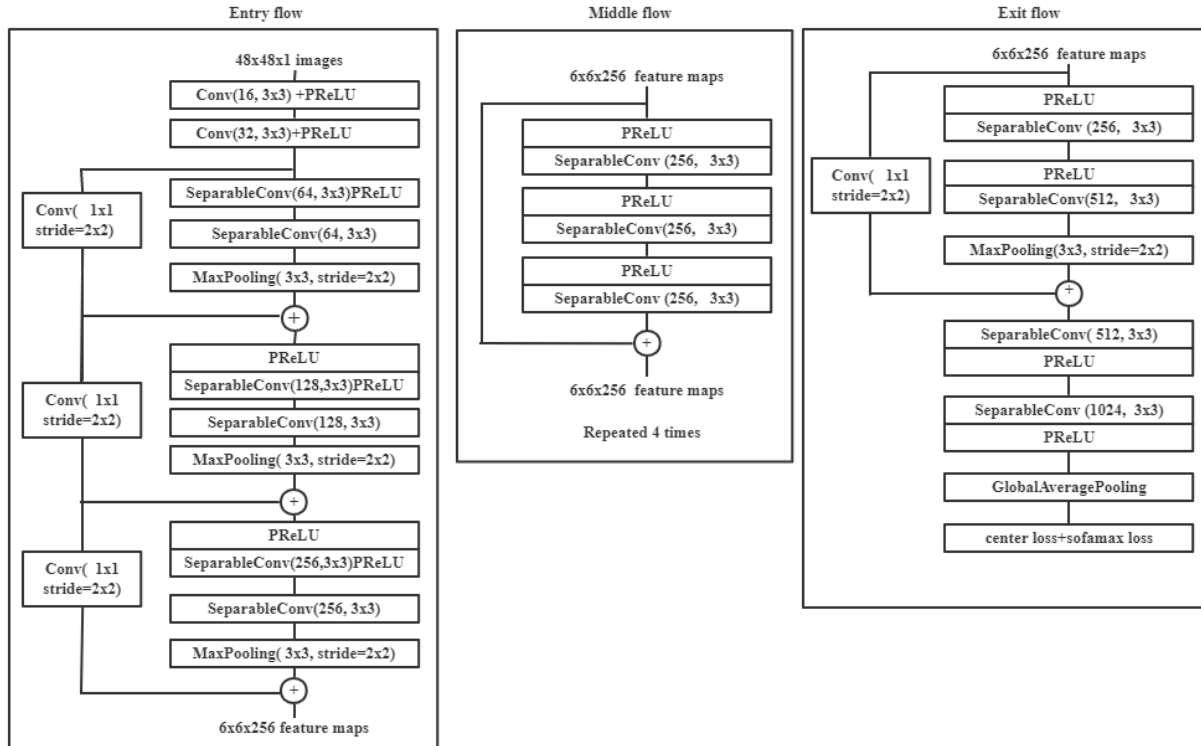 Entry flow
48x48x1 images
Conv(16, 3x3) +PReLU
Conv(32, 3x3)+PReLU
Conv( 1x1
stride=2x2)
SeparableConv(64, 3x3)PReLU
SeparableConv(64, 3x3)
MaxPooling( 3x3, stride=2x2)
+
Conv( 1x1
stride=2x2)
PReLU
SeparableConv(128,3x3)PReLU
SeparableConv(128, 3x3)
MaxPooling( 3x3, stride=2x2)
+
Conv( 1x1
stride=2x2)
PReLU
SeparableConv(256,3x3)PReLU
SeparableConv(256, 3x3)
MaxPooling( 3x3, stride=2x2)
+
6x6x256 feature maps
Middle flow
6x6x256 feature maps
PReLU
SeparableConv (256, 3x3)
PReLU
SeparableConv(256, 3x3)
PReLU
SeparableConv (256, 3x3)
+
6x6x256 feature maps
Repeated 4 times
Exit flow
6x6x256 feature maps
Conv( 1x1
stride=2x2)
PReLU
SeparableConv (256, 3x3)
PReLU
SeparableConv(512, 3x3)
MaxPooling(3x3, stride=2x2)
+
SeparableConv( 512, 3x3)
PReLU
SeparableConv (1024, 3x3)
PReLU
GlobalAveragePooling
center loss+sofamax loss